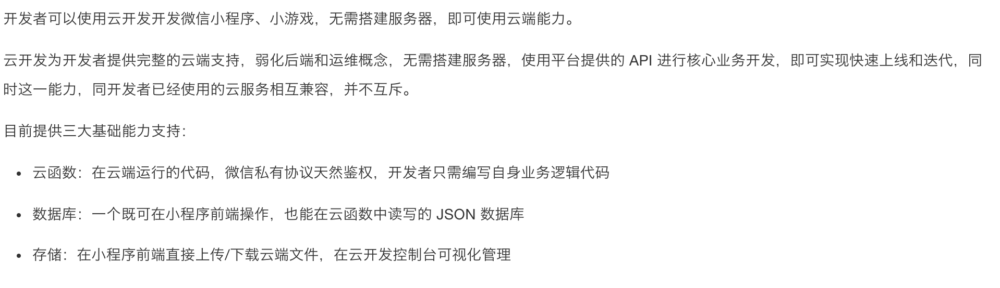 开发者可以使用云开发开发微信小程序、小游戏，无需搭建服务器，即可使用云端能力。
云开发为开发者提供完整的云端支持，弱化后端和运维概念，无需搭建服务器，使用平台提供的 API 进行核心业务开发，即可实现快速上线和迭代，同
时这一能力，同开发者已经使用的云服务相互兼容，并不互斥。
目前提供三大基础能力支持：
• 云函数：在云端运行的代码，微信私有协议天然鉴权，开发者只需编写自身业务逻辑代码
• 数据库：一个既可在小程序前端操作，也能在云函数中读写的 JSON 数据库
• 存储：在小程序前端直接上传/下载云端文件，在云开发控制台可视化管理